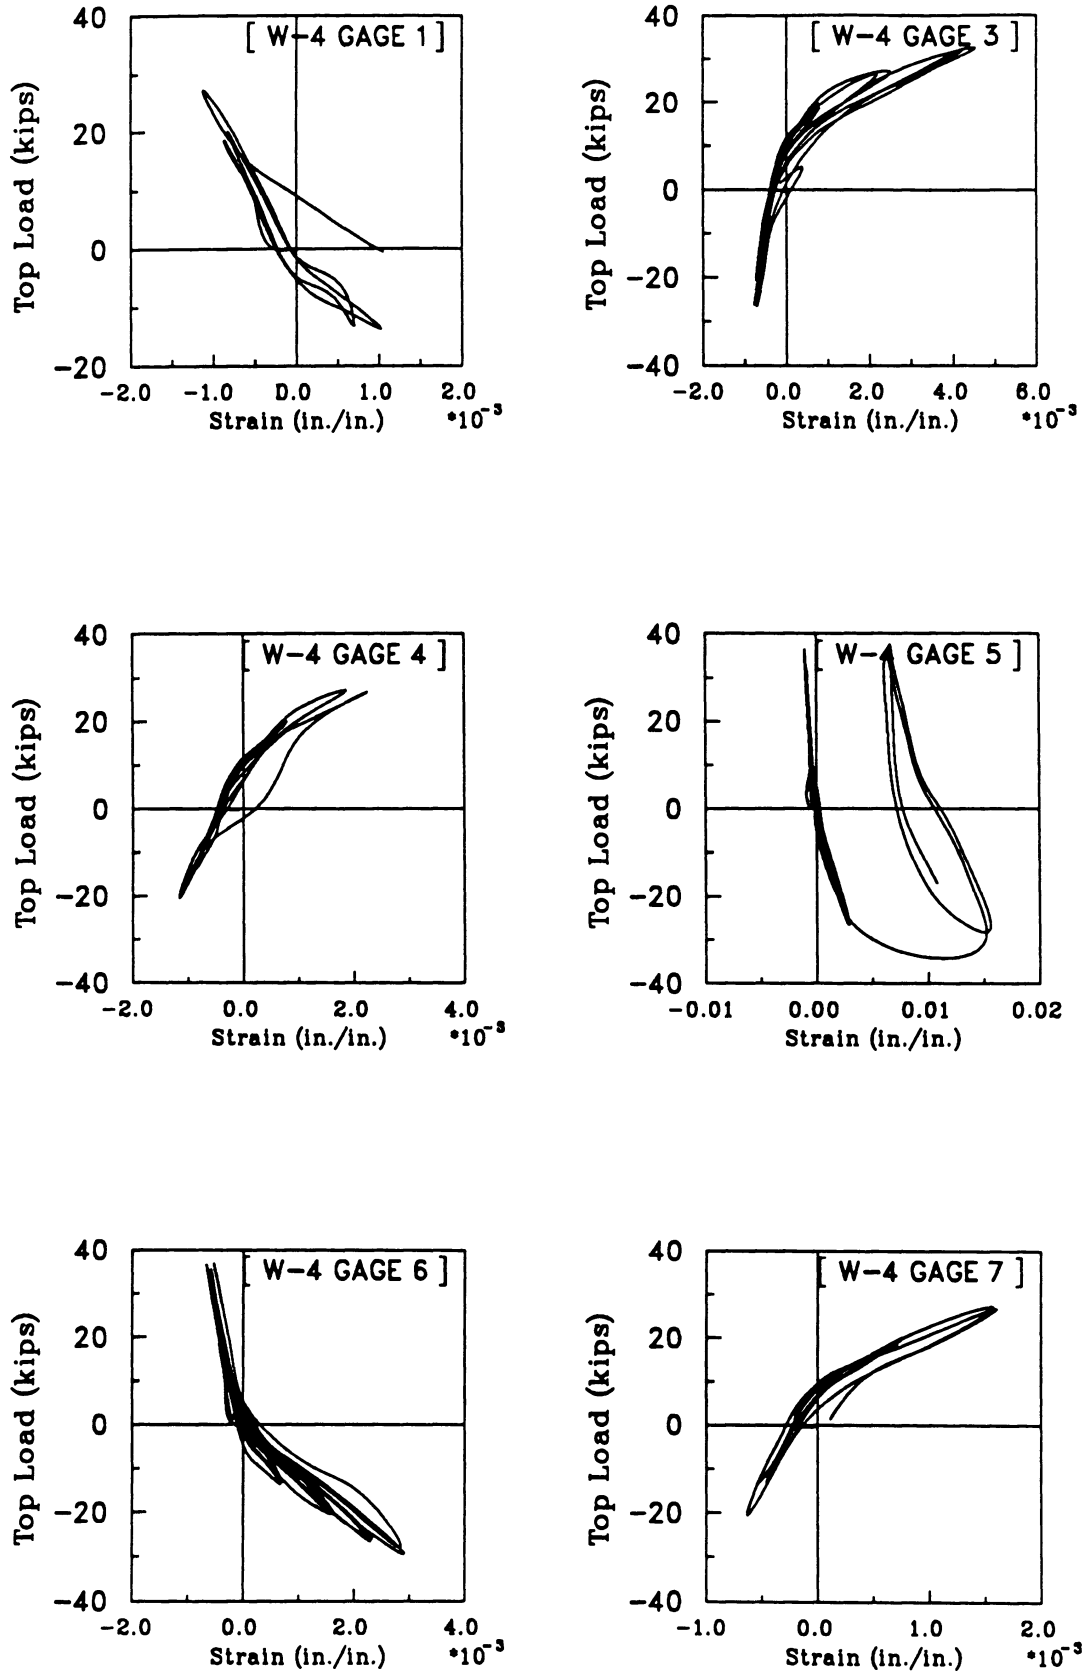 [ W-4 GAGE 1 ]
40
20
0
-20
Top Load (kips)
-2.0 -1.0 0.0 1.0 2.0
Strain (in./in.) *10⁻³
[ W-4 GAGE 3 ]
40
20
0
-20
-40
Top Load (kips)
-2.0 0.0 2.0 4.0 6.0
Strain (in./in.) *10⁻³
W-4 GAGE 4 ]
40
20
0
-20
-40
Top Load (kips)
-2.0 0.0 2.0 4.0
Strain (in./in.) *10⁻³
W-4 GAGE 5 ]
40
20
0
-20
-40
Top Load (kips)
-0.01 0.00 0.01 0.02
Strain (in./in.)
W-4 GAGE 6 ]
40
20
0
-20
-40
Top Load (kips)
-2.0 0.0 2.0 4.0
Strain (in./in.) *10⁻³
[ W-4 GAGE 7 ]
40
20
0
-20
-40
Top Load (kips)
-1.0 0.0 1.0 2.0
Strain (in./in.) *10⁻³